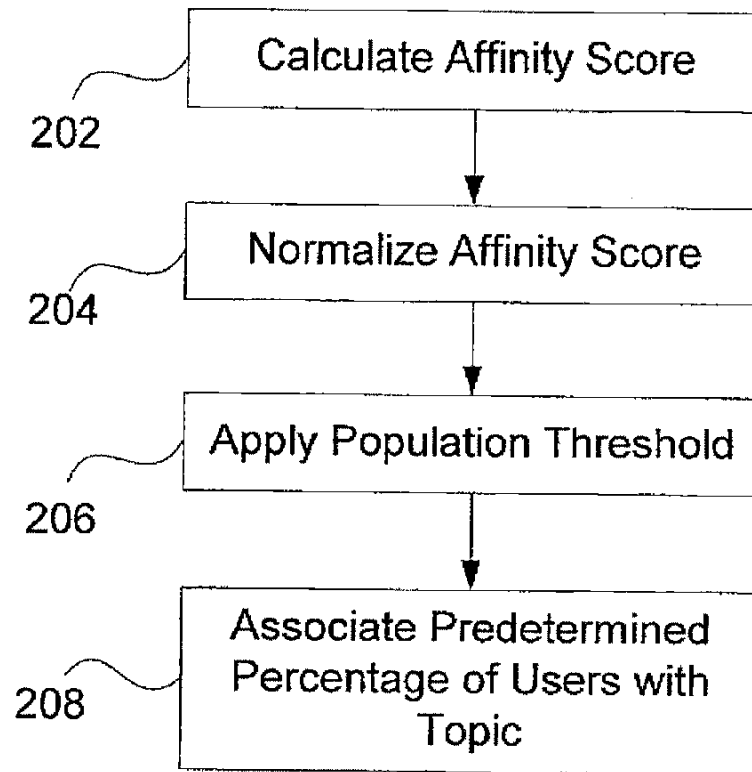 Calculate Affinity Score
202
Normalize Affinity Score
204
Apply Population Threshold
206
Associate Predetermined
Percentage of Users with
Topic
208